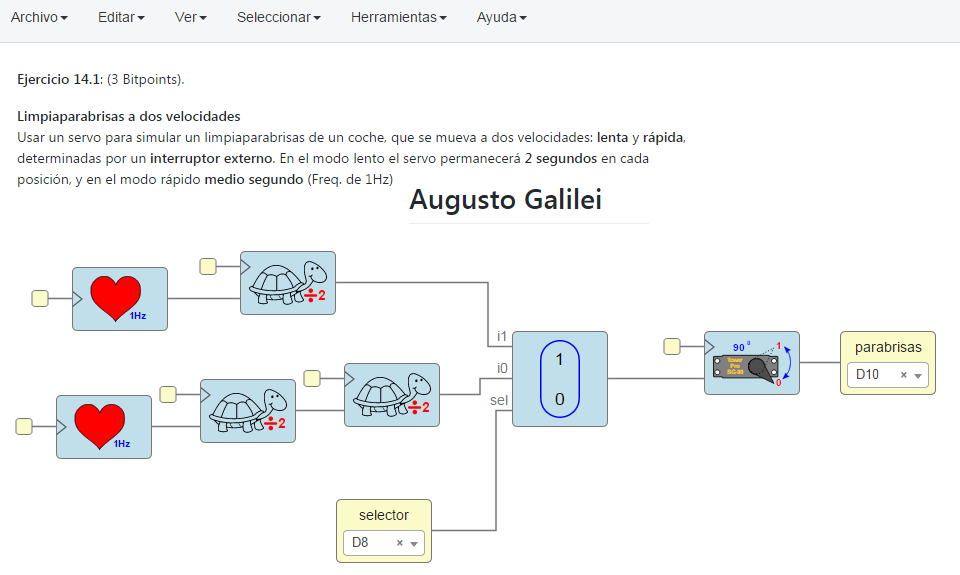 Archivo Editar Ver Seleccionar Herramientas Ayuda
Ejercicio 14.1: (3 Bitpoints).
Limpiaparabrisas a dos velocidades
Usar un servo para simular un limpiaparabrisas de un coche, que se mueva a dos velocidades: lenta y rápida,
determinadas por un interruptor externo. En el modo lento el servo permanecerá 2 segundos en cada
posición, y en el modo rápido medio segundo (Freq. de 1Hz)
Augusto Galilei
÷2
1Hz
i1
1
90 0
1
parabrisas
Tower
Pro
SG-90
D10 ×
0
i0
÷2
÷2
sel
0
1Hz
selector
D8 ×